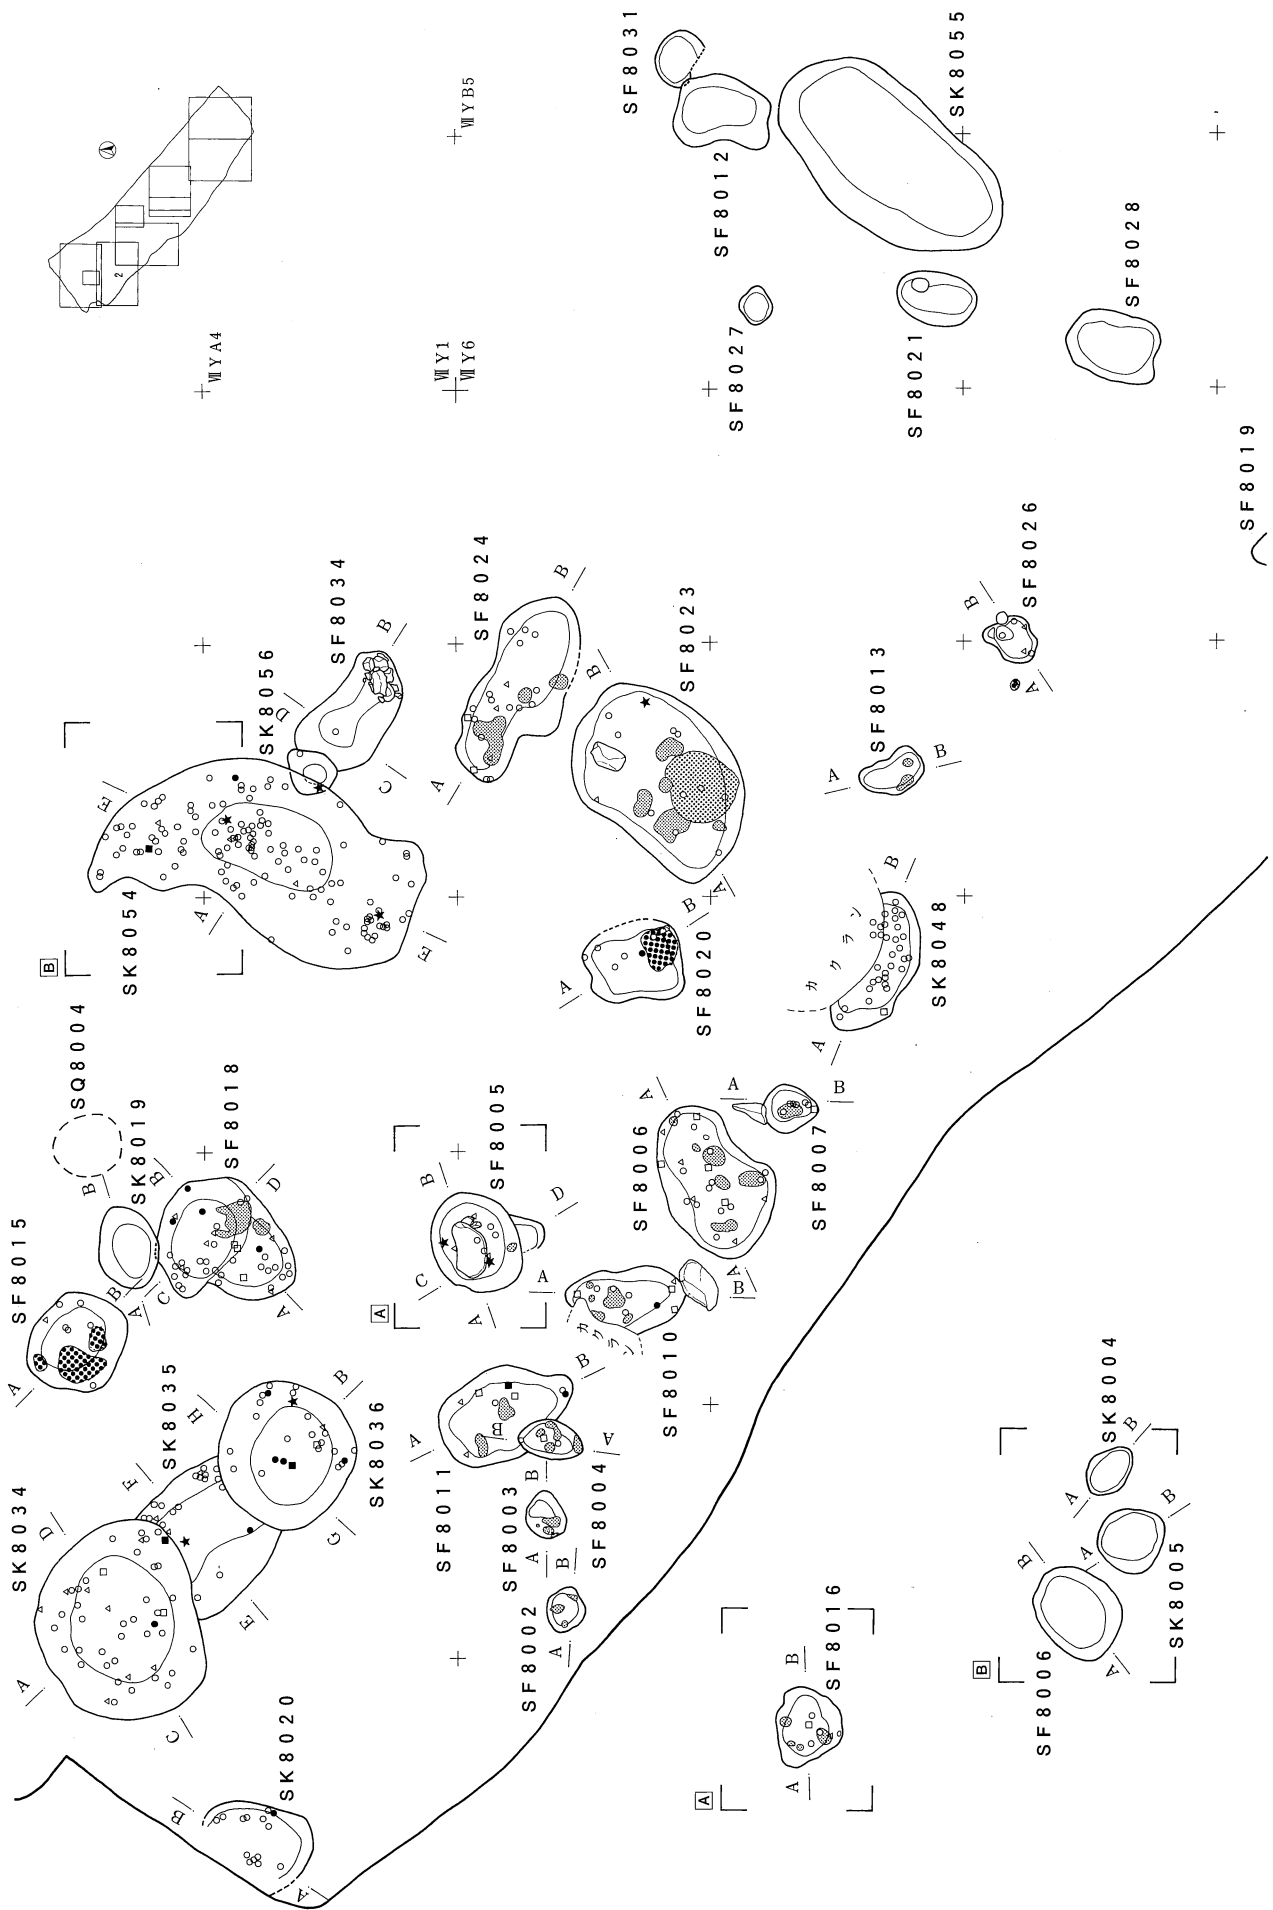 SF8031
SK8055
ⅧYB5
SF8012
SF8028
2
ⅧYA4
ⅧY1
ⅧY6
SF8027
SF8021
SF8019
SF8034
SF8024
SF8026
SK8056
SF8023
SF8013
B
D
C
B
A
B
A
B
A
A
B
E
A
E
B
SK8054
A
B
SF8020
カクラン
A
B
SK8048
SQ8004
SK8019
SF8018
B
B
B
A
C
D
A
SF8015
A
SF8005
A
B
C
D
A
SF8006
A
A
SF8007
A
B
A
B
カクラン
SF8010
SK8035
SK8036
H
B
G
F
E
SK8034
D
A
C
SF8011
A
B
B
A
SF8004
SF8003
B
A
SF8002
B
A
SK8020
B
A
SF8016
A
B
A
SK8004
A
B
SK8005
A
B
SF8006
B
A
B